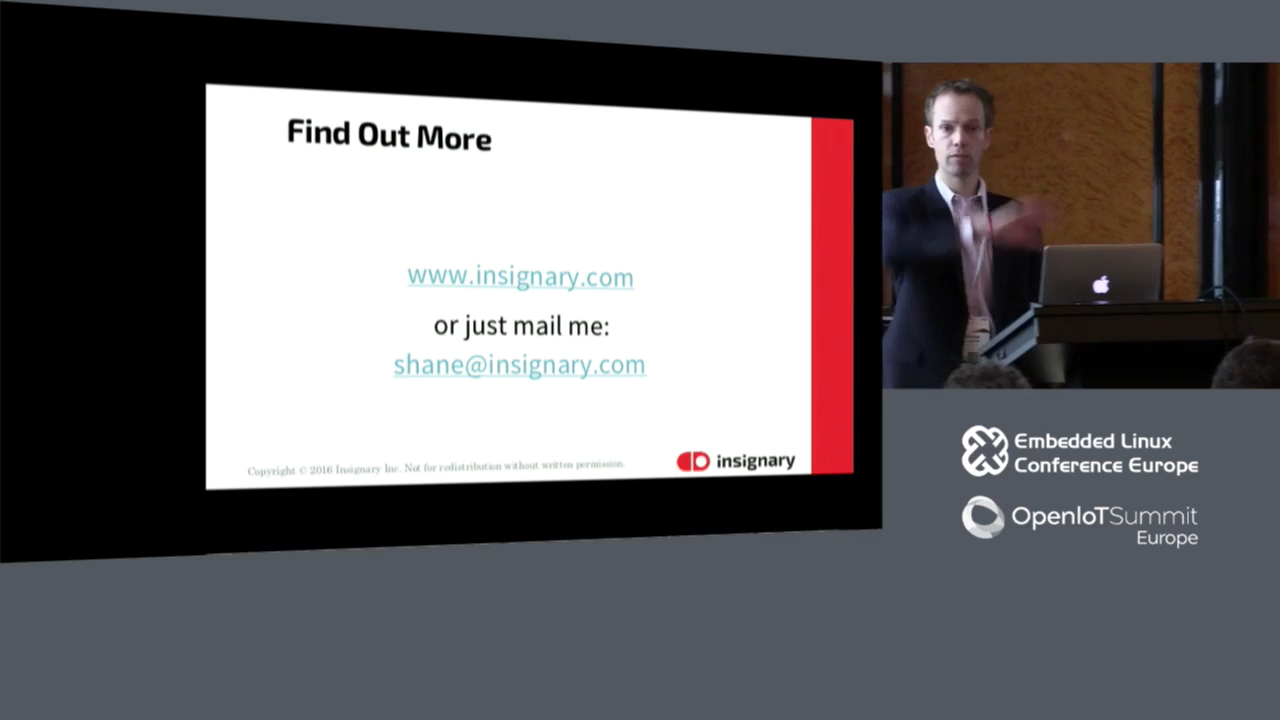 Find Out More
www.insignary.com
or just mail me:
shane@insignary.com
Copyright © 2016 Insignary Inc. Not for redistribution without written permission.
insignary
Embedded Linux
Conference Europe
OpenIoTSummit
Europe